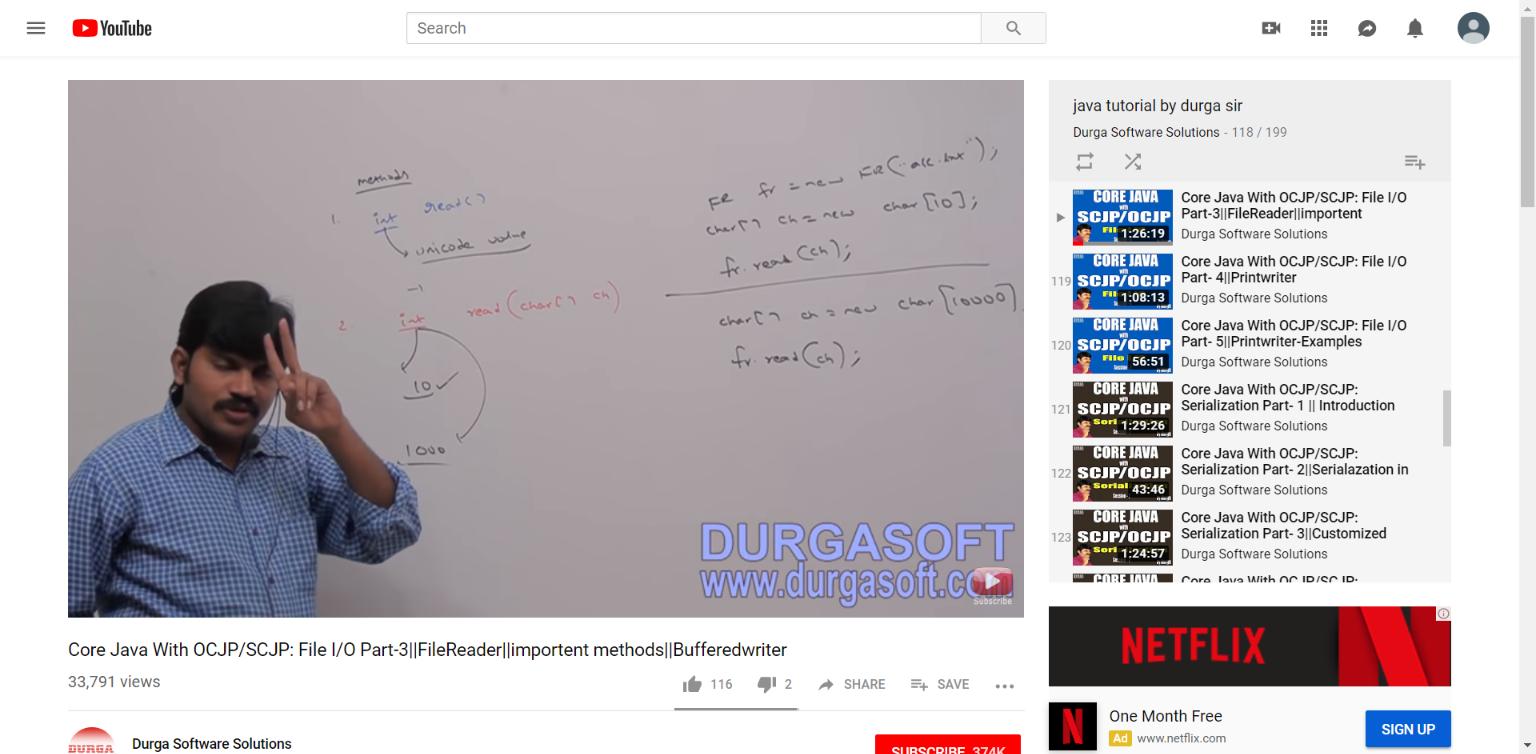 YouTube
Search
methods
1. int read()
unicode value
-1
2. int read(char[] ch)
10
1000
FR fr = new FR("abc.txt");
char[] ch = new char[10];
fr.read(ch);
char[] ch = new char[10000]
fr.read(ch);
DURGASOFT
www.durgasoft.com
Subscribe
Core Java With OCJP/SCJP: File I/O Part-3||FileReader||importent methods||Bufferedwriter
33,791 views
116
2
SHARE
SAVE
DURGA
Durga Software Solutions
SUBSCRIBE 374K
java tutorial by durga sir
Durga Software Solutions - 118 / 199
CORE JAVA
with
SCJP/OCJP
1:26:19
Core Java With OCJP/SCJP: File I/O
Part-3||FileReader||importent
Durga Software Solutions
119
CORE JAVA
with
SCJP/OCJP
1:08:13
Core Java With OCJP/SCJP: File I/O
Part- 4||Printwriter
Durga Software Solutions
120
CORE JAVA
with
SCJP/OCJP
File
56:51
Core Java With OCJP/SCJP: File I/O
Part- 5||Printwriter-Examples
Durga Software Solutions
121
CORE JAVA
with
SCJP/OCJP
1:29:26
Core Java With OCJP/SCJP:
Serialization Part- 1 || Introduction
Durga Software Solutions
122
CORE JAVA
with
SCJP/OCJP
43:46
Core Java With OCJP/SCJP:
Serialization Part- 2||Serialazation in
Durga Software Solutions
123
CORE JAVA
with
SCJP/OCJP
1:24:57
Core Java With OCJP/SCJP:
Serialization Part- 3||Customized
Durga Software Solutions
CORE JAVA
Core Java With OCJP/SCJP:
NETFLIX
N
One Month Free
Ad www.netflix.com
SIGN UP